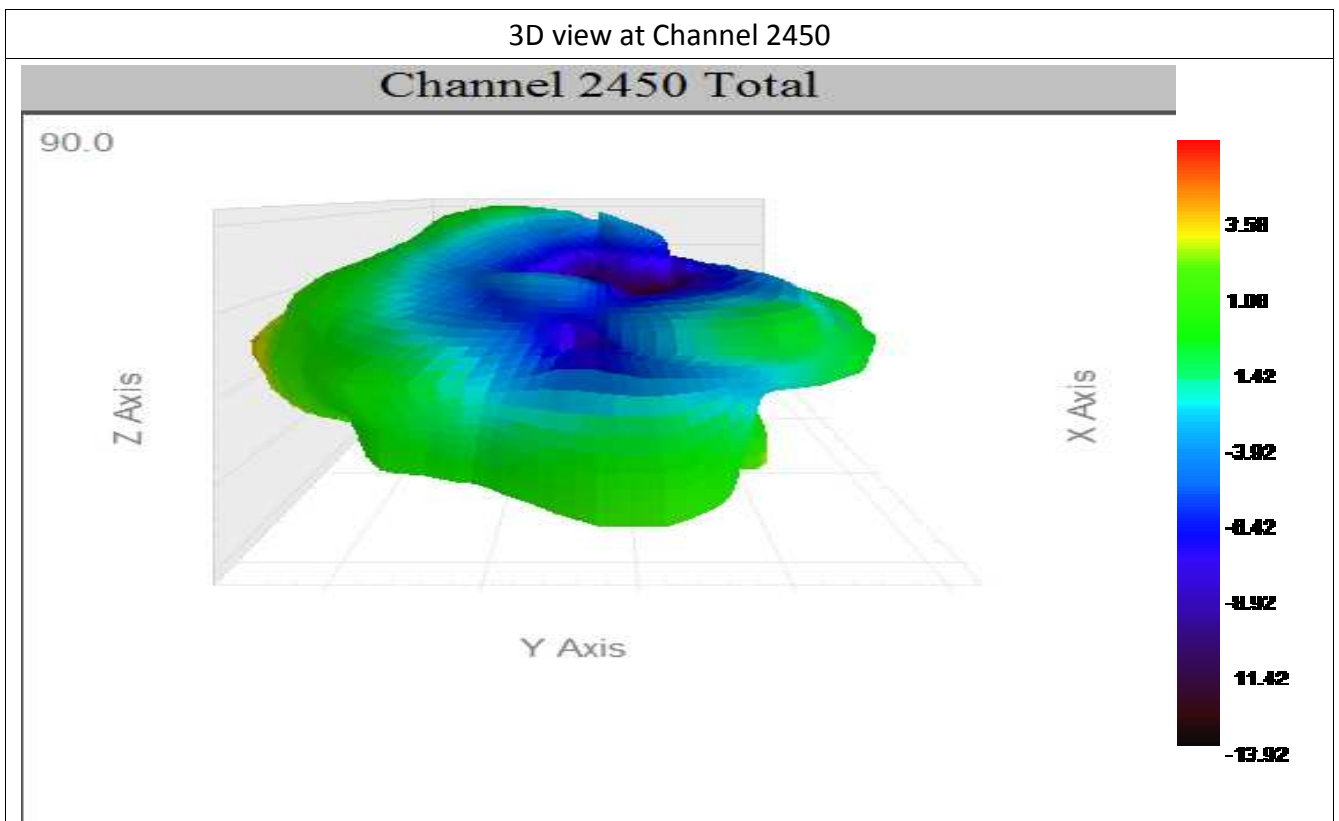 3D view at Channel 2450
Channel 2450 Total
90.0
3.58
1.08
1.42
-3.92
-6.42
-8.92
11.42
-13.92
Z Axis
X Axis
Y Axis